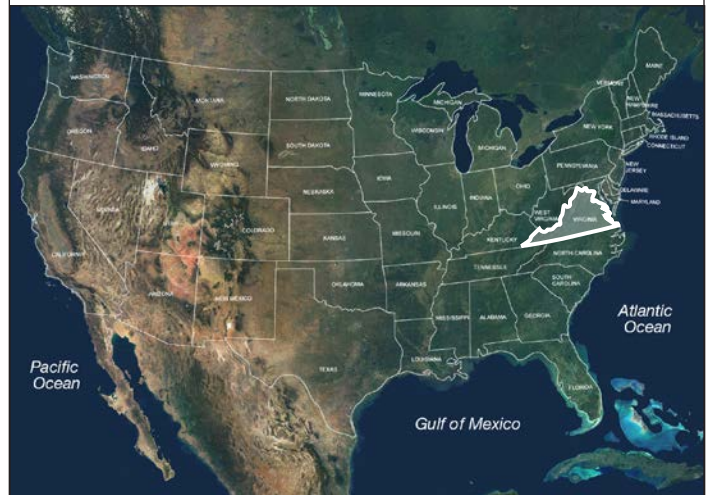 WASHINGTON
OREGON
CALIFORNIA
NEVADA
IDAHO
MONTANA
WYOMING
COLORADO
ARIZONA
NEW MEXICO
NORTH DAKOTA
SOUTH DAKOTA
NEBRASKA
KANSAS
OKLAHOMA
TEXAS
MINNESOTA
IOWA
MISSOURI
ARKANSAS
LOUISIANA
WISCONSIN
ILLINOIS
MICHIGAN
MICHIGAN
INDIANA
OHIO
KENTUCKY
TENNESSEE
MISSISSIPPI
ALABAMA
GEORGIA
FLORIDA
SOUTH
CAROLINA
NORTH CAROLINA
WEST
VIRGINIA
VIRGINIA
PENNSYLVANIA
NEW YORK
VERMONT
NEW
HAMPSHIRE
MAINE
MASSACHUSETTS
RHODE ISLAND
CONNECTICUT
NEW
JERSEY
DELAWARE
MARYLAND
Pacific
Ocean
Gulf of Mexico
Atlantic
Ocean